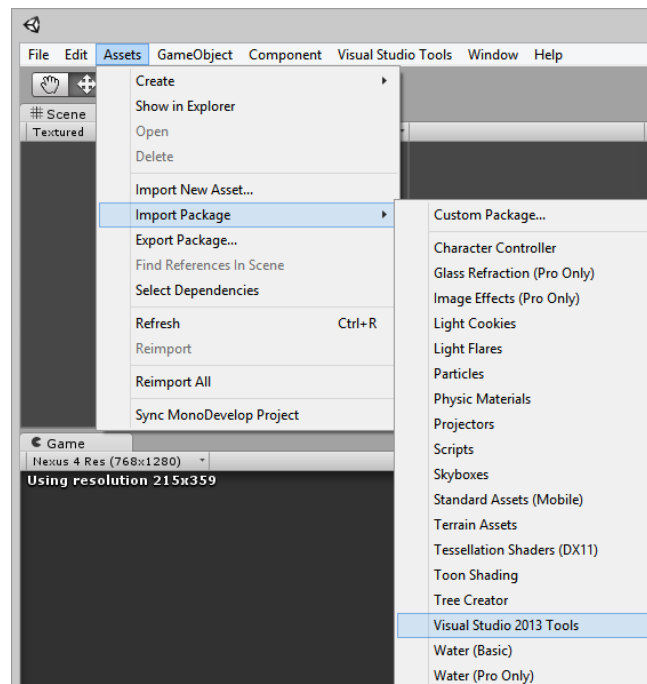 File Edit Assets GameObject Component Visual Studio Tools Window Help
Scene
Textured
Create
Show in Explorer
Open
Delete
Import New Asset...
Import Package
Export Package...
Find References In Scene
Select Dependencies
Refresh Ctrl+R
Reimport
Reimport All
Sync MonoDevelop Project
Custom Package...
Character Controller
Glass Refraction (Pro Only)
Image Effects (Pro Only)
Light Cookies
Light Flares
Particles
Physic Materials
Projectors
Scripts
Skyboxes
Standard Assets (Mobile)
Terrain Assets
Tessellation Shaders (DX11)
Toon Shading
Tree Creator
Visual Studio 2013 Tools
Water (Basic)
Water (Pro Only)
Game
Nexus 4 Res (768x1280)
Using resolution 215x359